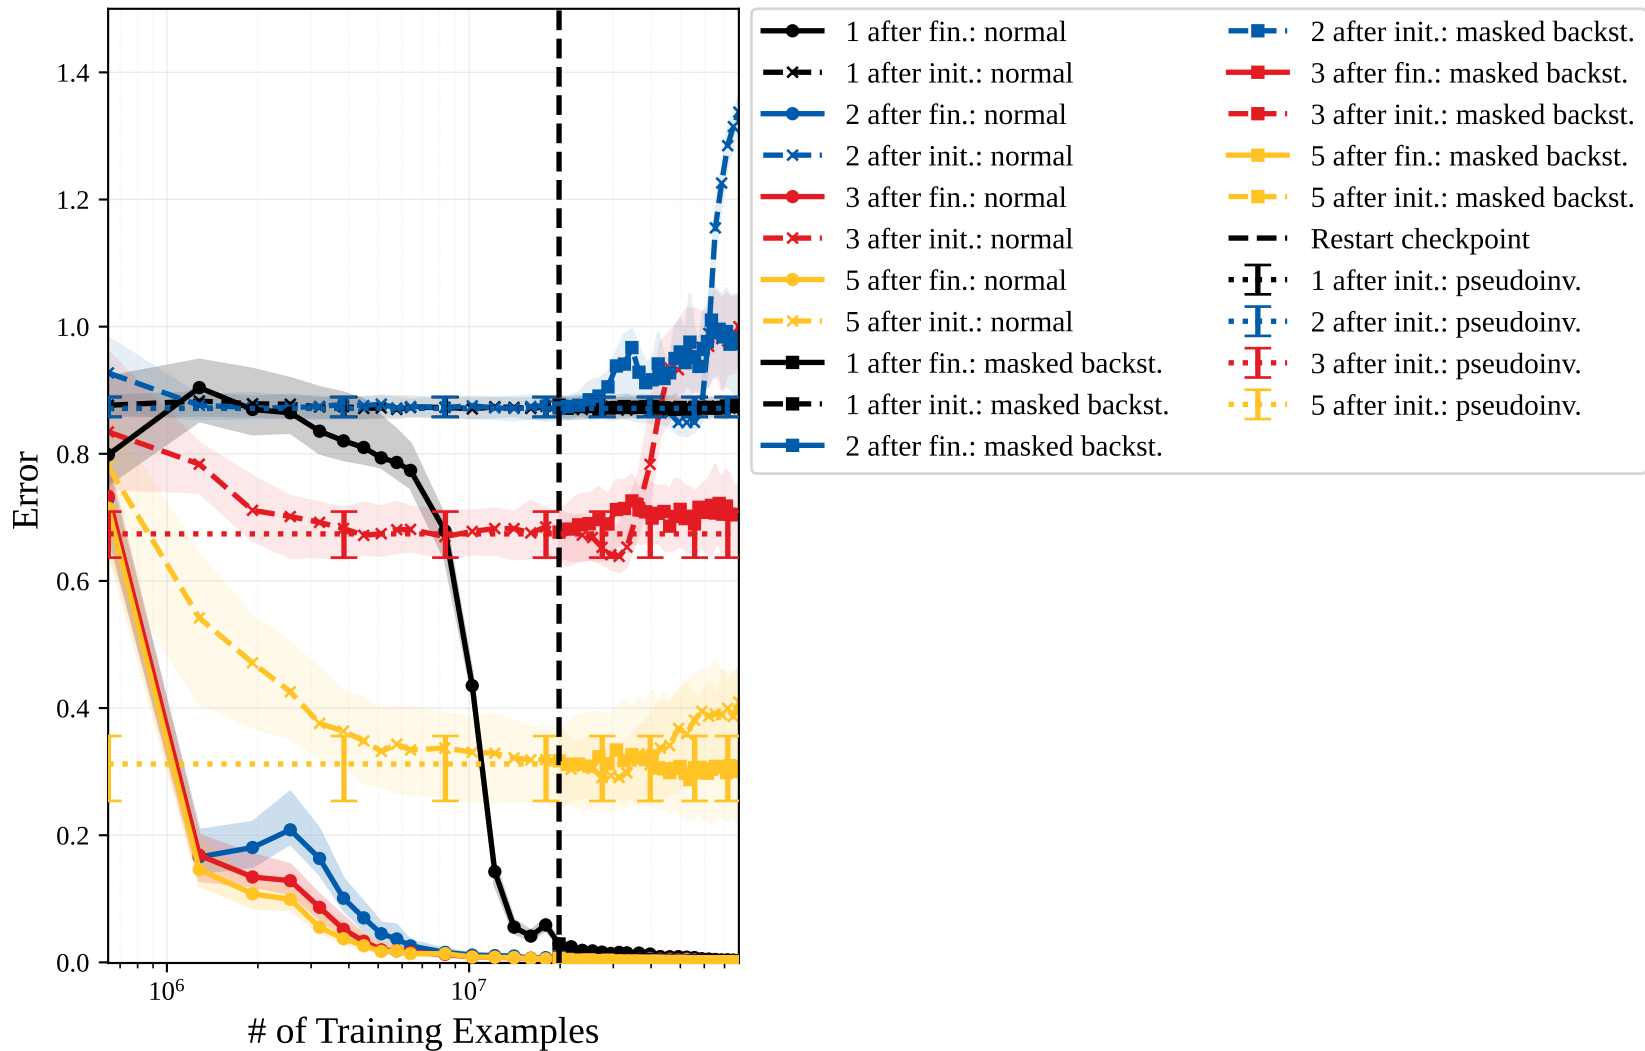 1.4
1.2
1.0
0.8
0.6
0.4
0.2
0.0
Error
10⁶
10⁷
# of Training Examples
1 after fin.: normal
1 after init.: normal
2 after fin.: normal
2 after init.: normal
3 after fin.: normal
3 after init.: normal
5 after fin.: normal
5 after init.: normal
1 after fin.: masked backst.
1 after init.: masked backst.
2 after fin.: masked backst.
2 after init.: masked backst.
3 after fin.: masked backst.
3 after init.: masked backst.
5 after fin.: masked backst.
5 after init.: masked backst.
Restart checkpoint
1 after init.: pseudoinv.
2 after init.: pseudoinv.
3 after init.: pseudoinv.
5 after init.: pseudoinv.